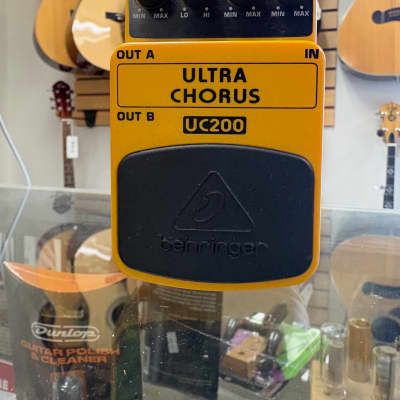 MIN MAX LO HI MIN MAX MIN MAX
OUT A IN
ULTRA
CHORUS
OUT B
UC200
behringer
Dunlop
GUITAR POLISH
& CLEANER